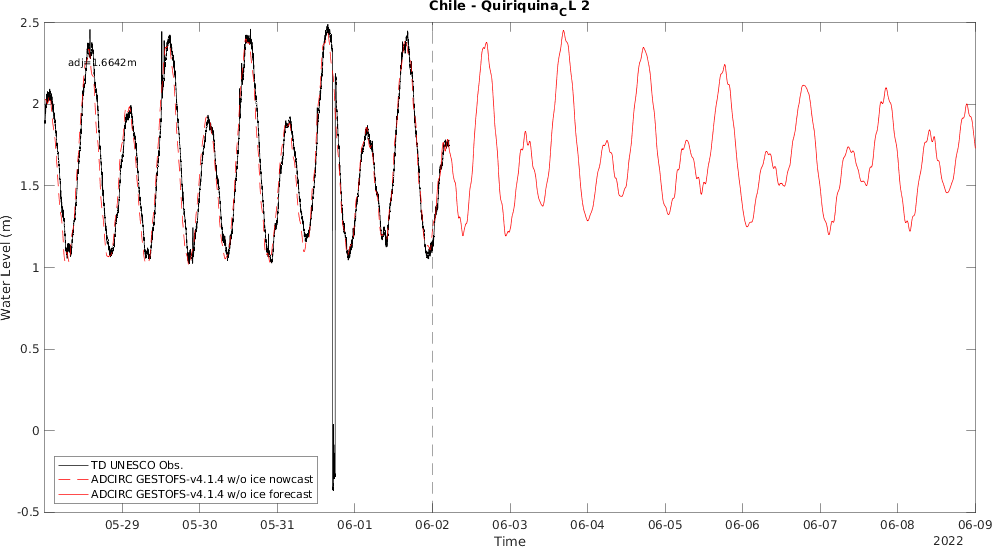 Chile - Quiriquina_CL 2
adj=1.6642m
Water Level (m)
2.5
2
1.5
1
0.5
0
-0.5
TD UNESCO Obs.
ADCIRC GESTOFS-v4.1.4 w/o ice nowcast
ADCIRC GESTOFS-v4.1.4 w/o ice forecast
05-29 05-30 05-31 06-01 06-02 06-03 06-04 06-05 06-06 06-07 06-08 06-09
Time
2022